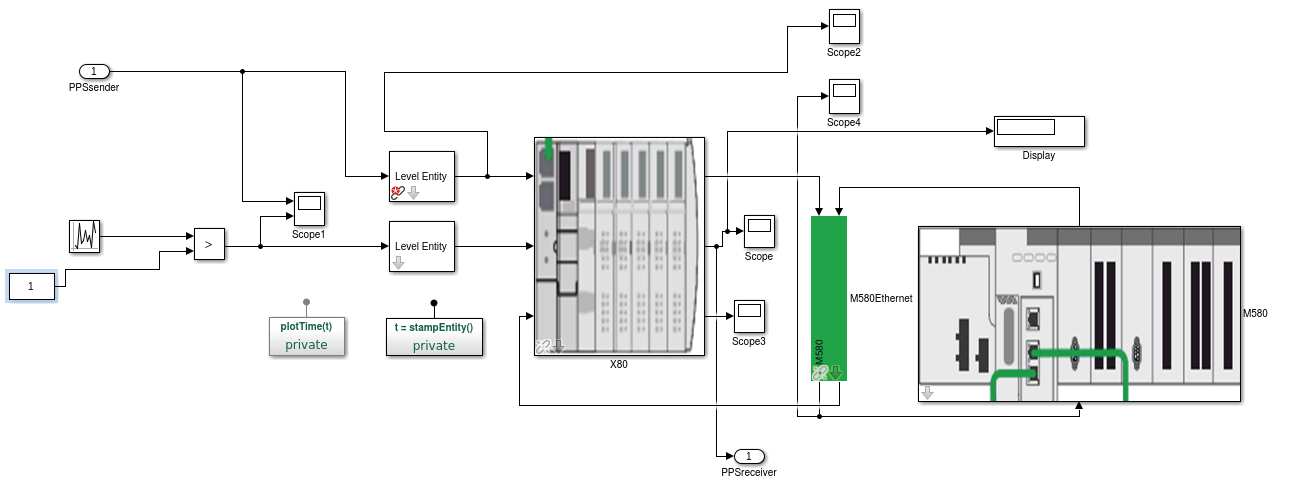 Scope2
1
PPSsender
Scope4
Display
Level Entity
Scope1
>
Level Entity
Scope
1
M580Ethernet
M580
plotTime(t)
private
t = stampEntity()
private
Scope3
M580
X80
1
PPSreceiver